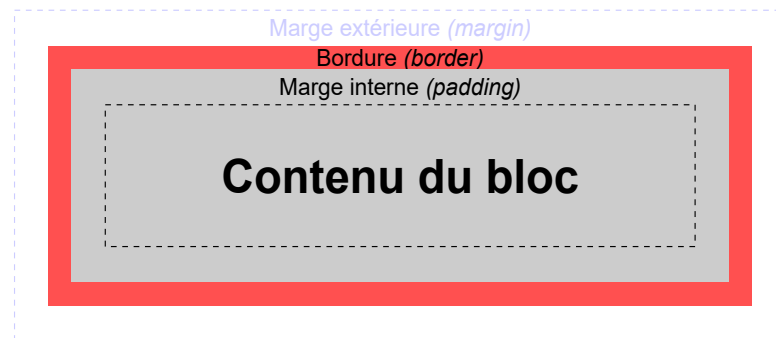 Marge extérieure (margin)
Bordure (border)
Marge interne (padding)
Contenu du bloc